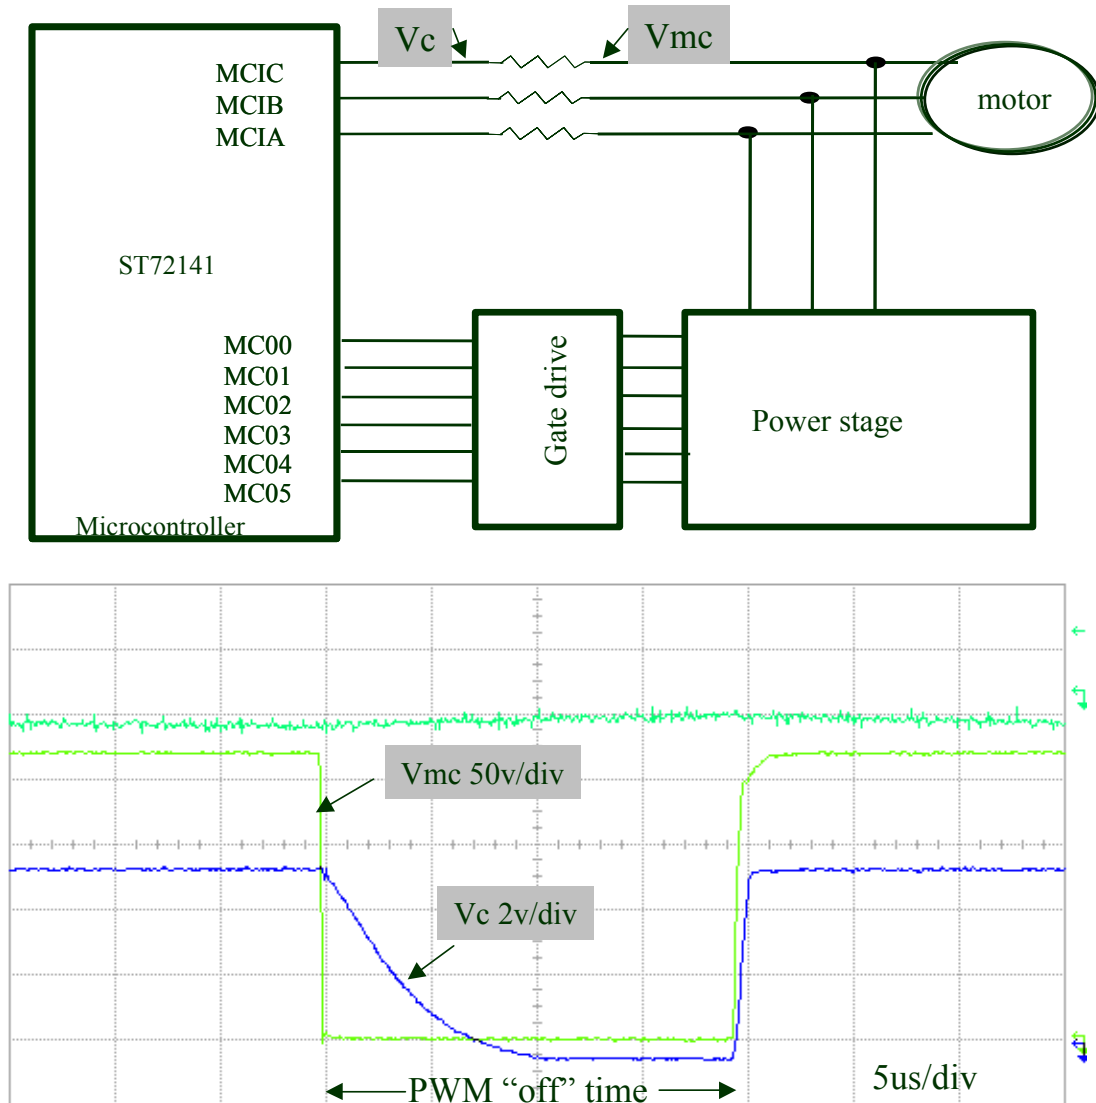 Vc
Vmc
MCIC
MCIB
MCIA
motor
ST72141
MC00
MC01
MC02
MC03
MC04
MC05
Microcontroller
Gate drive
Power stage
Vmc 50v/div
Vc 2v/div
PWM “off” time
5us/div